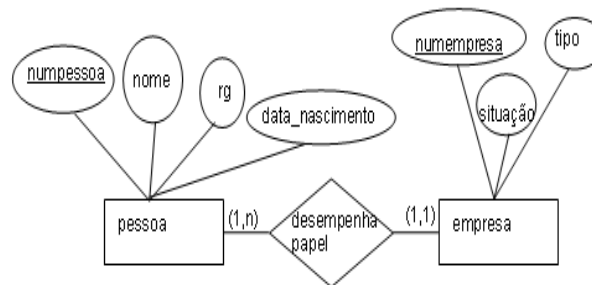 numpessoa
nome
rg
data_nascimento
numempresa
situação
tipo
pessoa
(1,n)
desempenha
papel
(1,1)
empresa